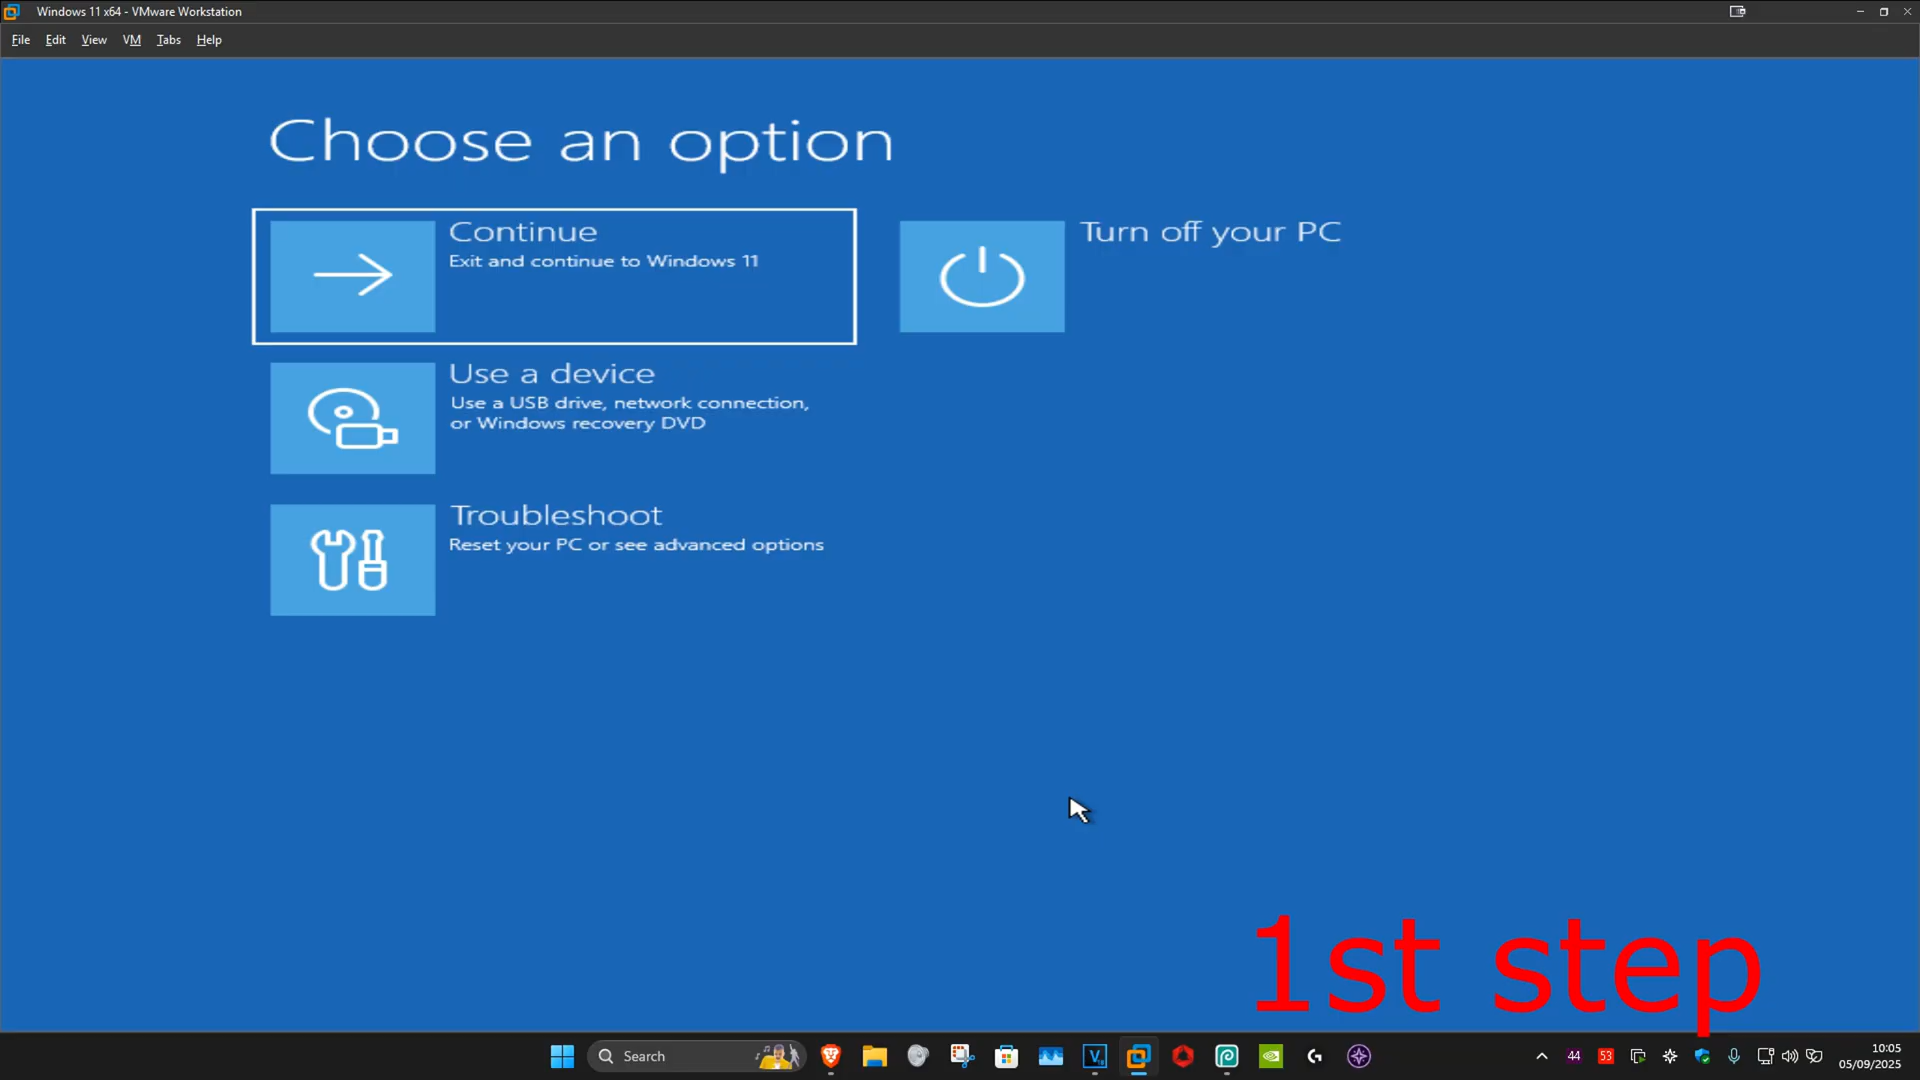 Windows 11 x64 - VMware Workstation
File Edit View VM Tabs Help
Choose an option
Continue
Exit and continue to Windows 11
Turn off your PC
Use a device
Use a USB drive, network connection,
or Windows recovery DVD
Troubleshoot
Reset your PC or see advanced options
1st step
Search
44
53
10:05
05/09/2025